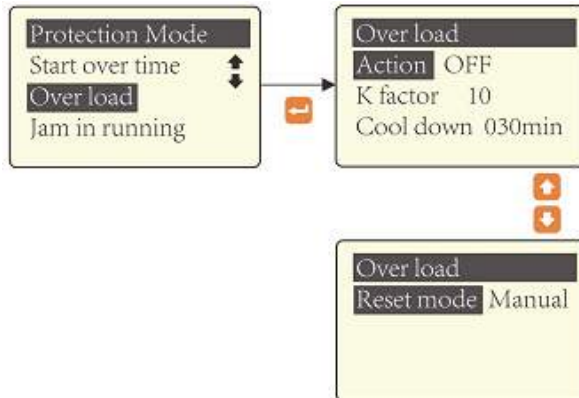 Protection Mode
Start over time
Over load
Jam in running
Over load
Action OFF
K factor 10
Cool down 030min
Over load
Reset mode Manual